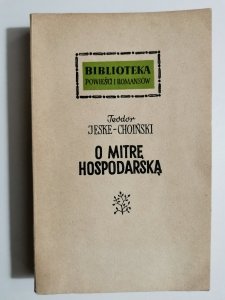 BIBLIOTEKA
POWIEŚCI I ROMANSÓW
Teodor
JESKE-CHOIŃSKI
O MITRĘ
HOSPODARSKĄ